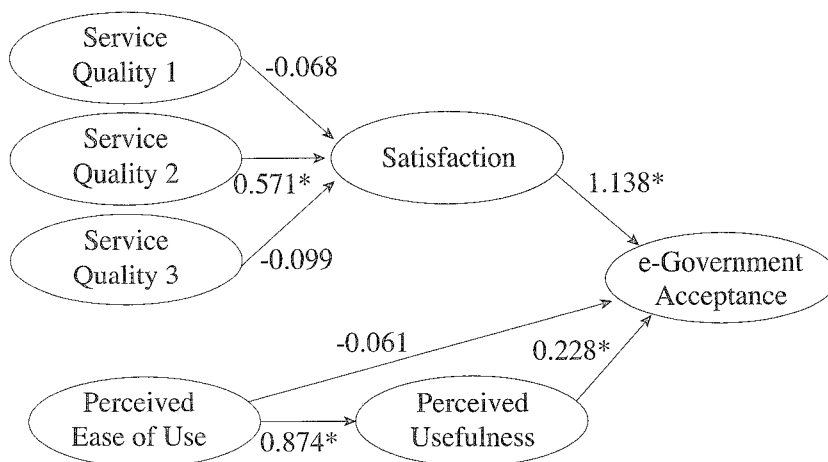 Service
Quality 1
-0.068
Service
Quality 2
0.571*
Satisfaction
1.138*
Service
Quality 3
-0.099
e-Government
Acceptance
-0.061
0.228*
Perceived
Ease of Use
0.874*
Perceived
Usefulness